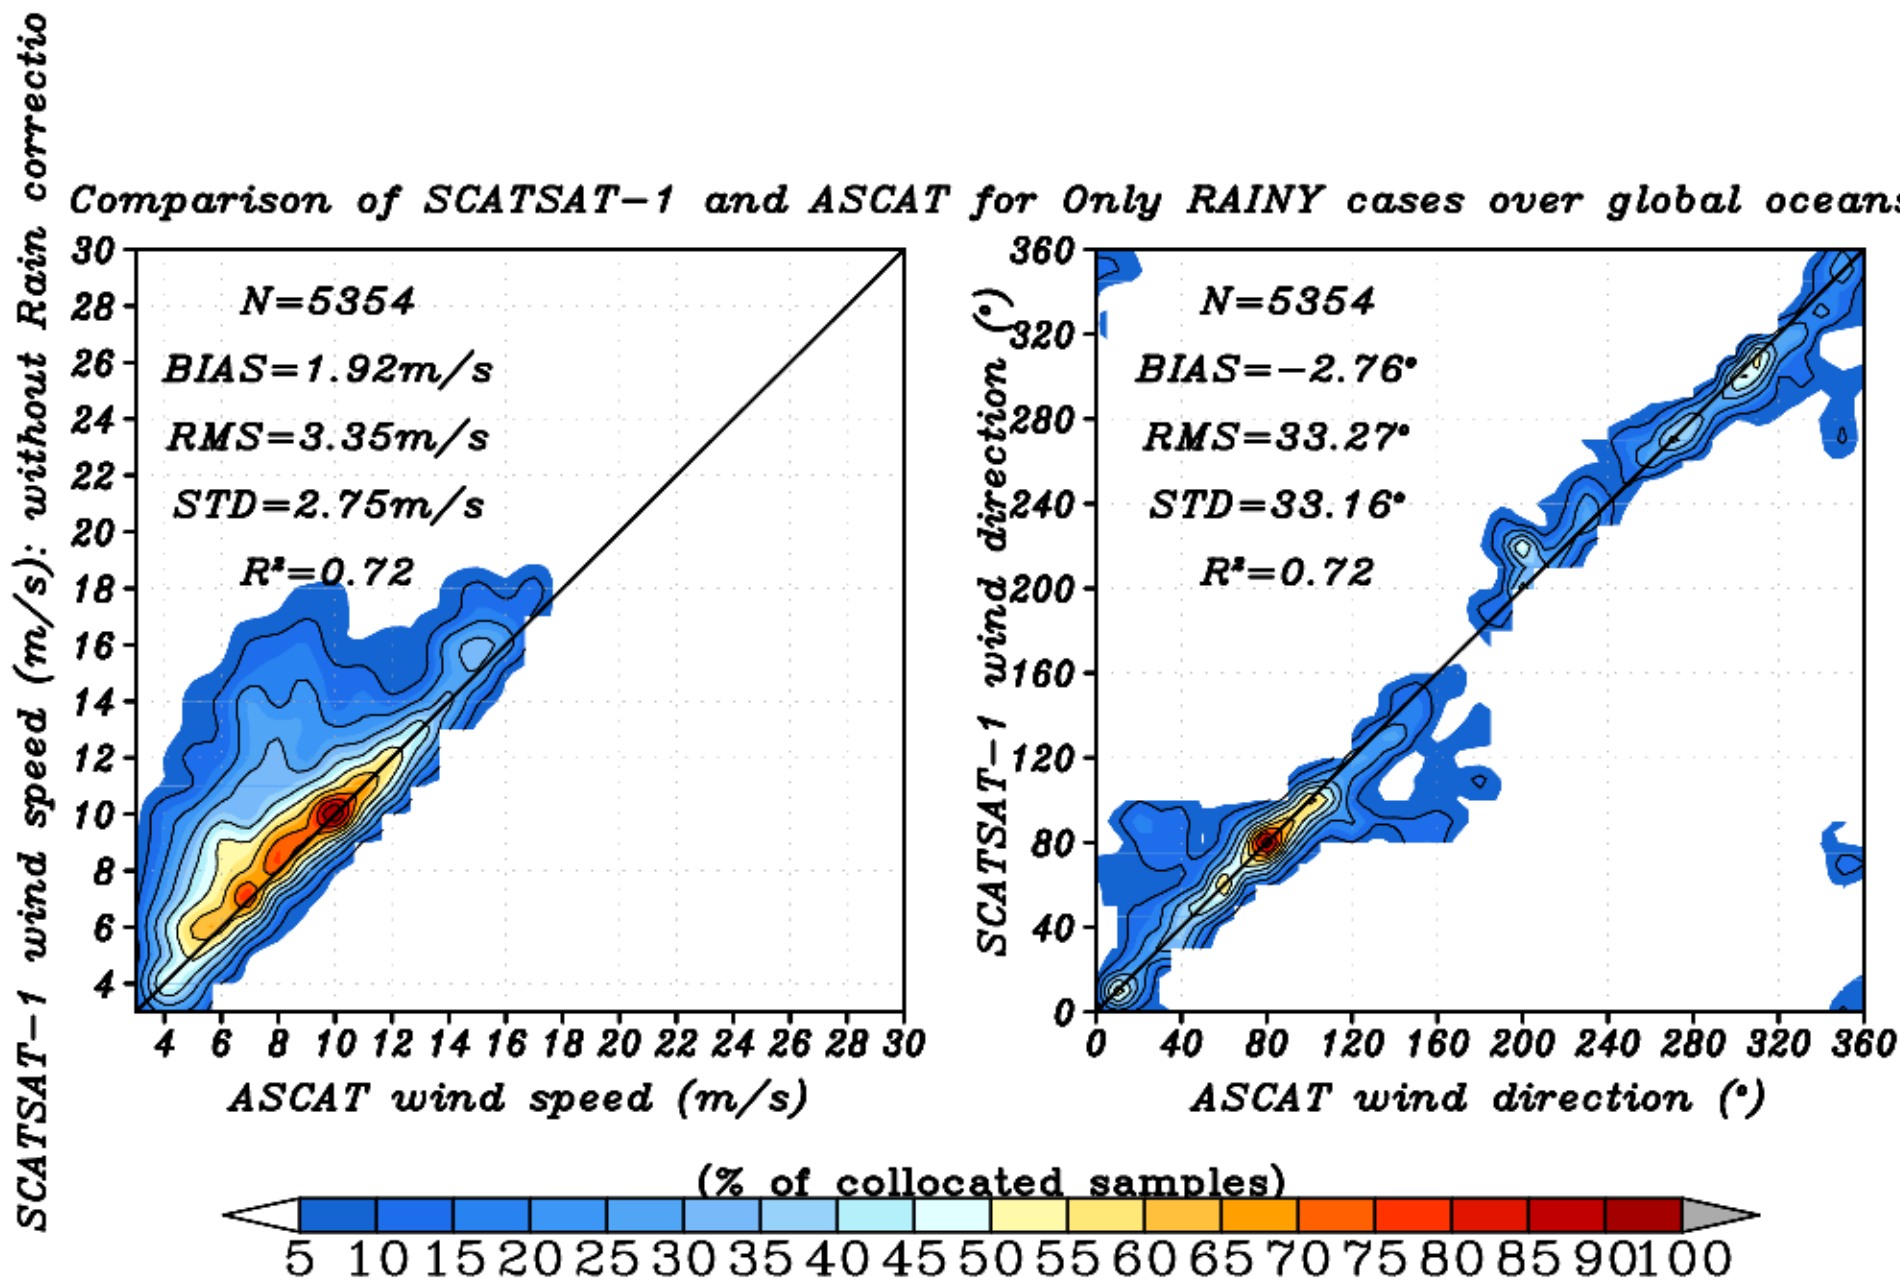 Comparison of SCATSAT-1 and ASCAT for Only RAINY cases over global oceans
SCATSAT-1 wind speed (m/s): without Rain correctio
30
28
26
24
22
20
18
16
14
12
10
8
6
4
N=5354
BIAS=1.92m/s
RMS=3.35m/s
STD=2.75m/s
R²=0.72
4 6 8 10 12 14 16 18 20 22 24 26 28 30
ASCAT wind speed (m/s)
SCATSAT-1 wind direction (°)
360
320
280
240
200
160
120
80
40
0
N=5354
BIAS=-2.76°
RMS=33.27°
STD=33.16°
R²=0.72
0 40 80 120 160 200 240 280 320 360
ASCAT wind direction (°)
(% of collocated samples)
5 10 15 20 25 30 35 40 45 50 55 60 65 70 75 80 85 90 100